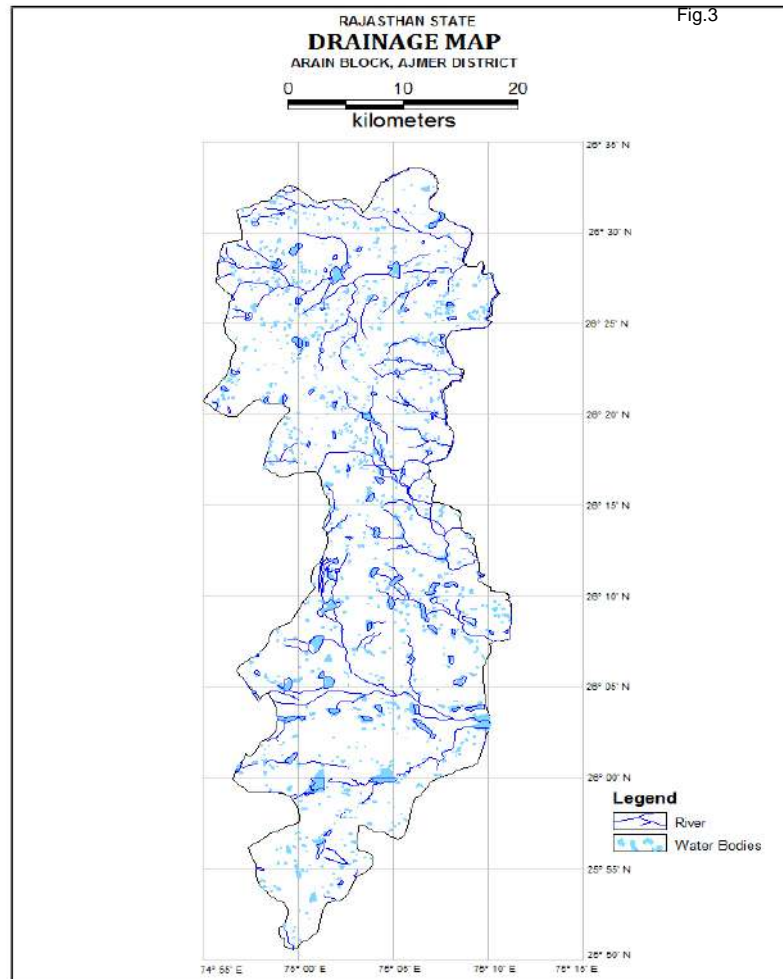 Fig.3
RAJASTHAN STATE
DRAINAGE MAP
ARAIN BLOCK, AJMER DISTRICT
0 10 20
kilometers
26° 35' N
26° 30' N
26° 25' N
26° 20' N
26° 15' N
26° 10' N
26° 05' N
26° 00' N
Legend
River
Water Bodies
25° 55' N
25° 50' N
74° 55' E 75° 00' E 75° 05' E 75° 10' E 75° 15' E